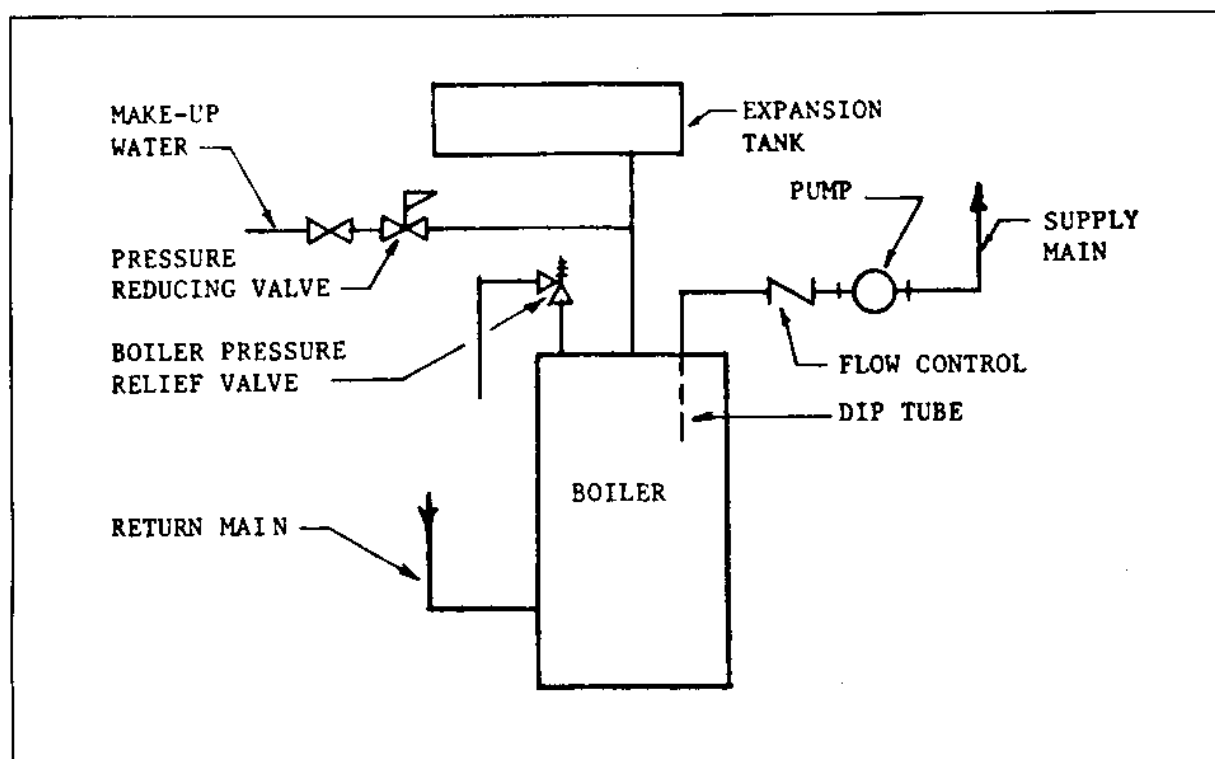 MAKE-UP
WATER
EXPANSION
TANK
PUMP
SUPPLY
MAIN
PRESSURE
REDUCING VALVE
BOILER PRESSURE
RELIEF VALVE
FLOW CONTROL
DIP TUBE
BOILER
RETURN MAIN